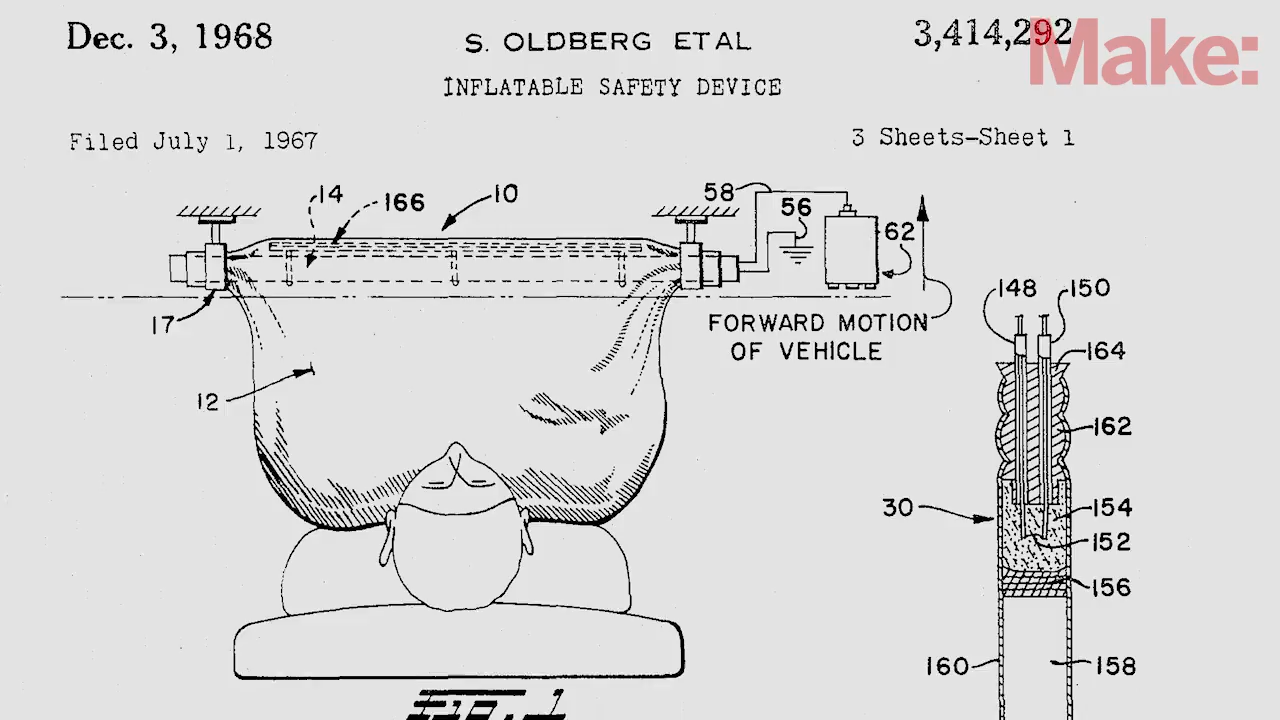 Dec. 3, 1968
S. OLDBERG ETAL
3,414,292
Make:
INFLATABLE SAFETY DEVICE
Filed July 1, 1967
3 Sheets-Sheet 1
14
166
10
58
56
62
17
148
150
FORWARD MOTION
OF VEHICLE
164
12
162
30
154
152
156
160
158
FIG. 1